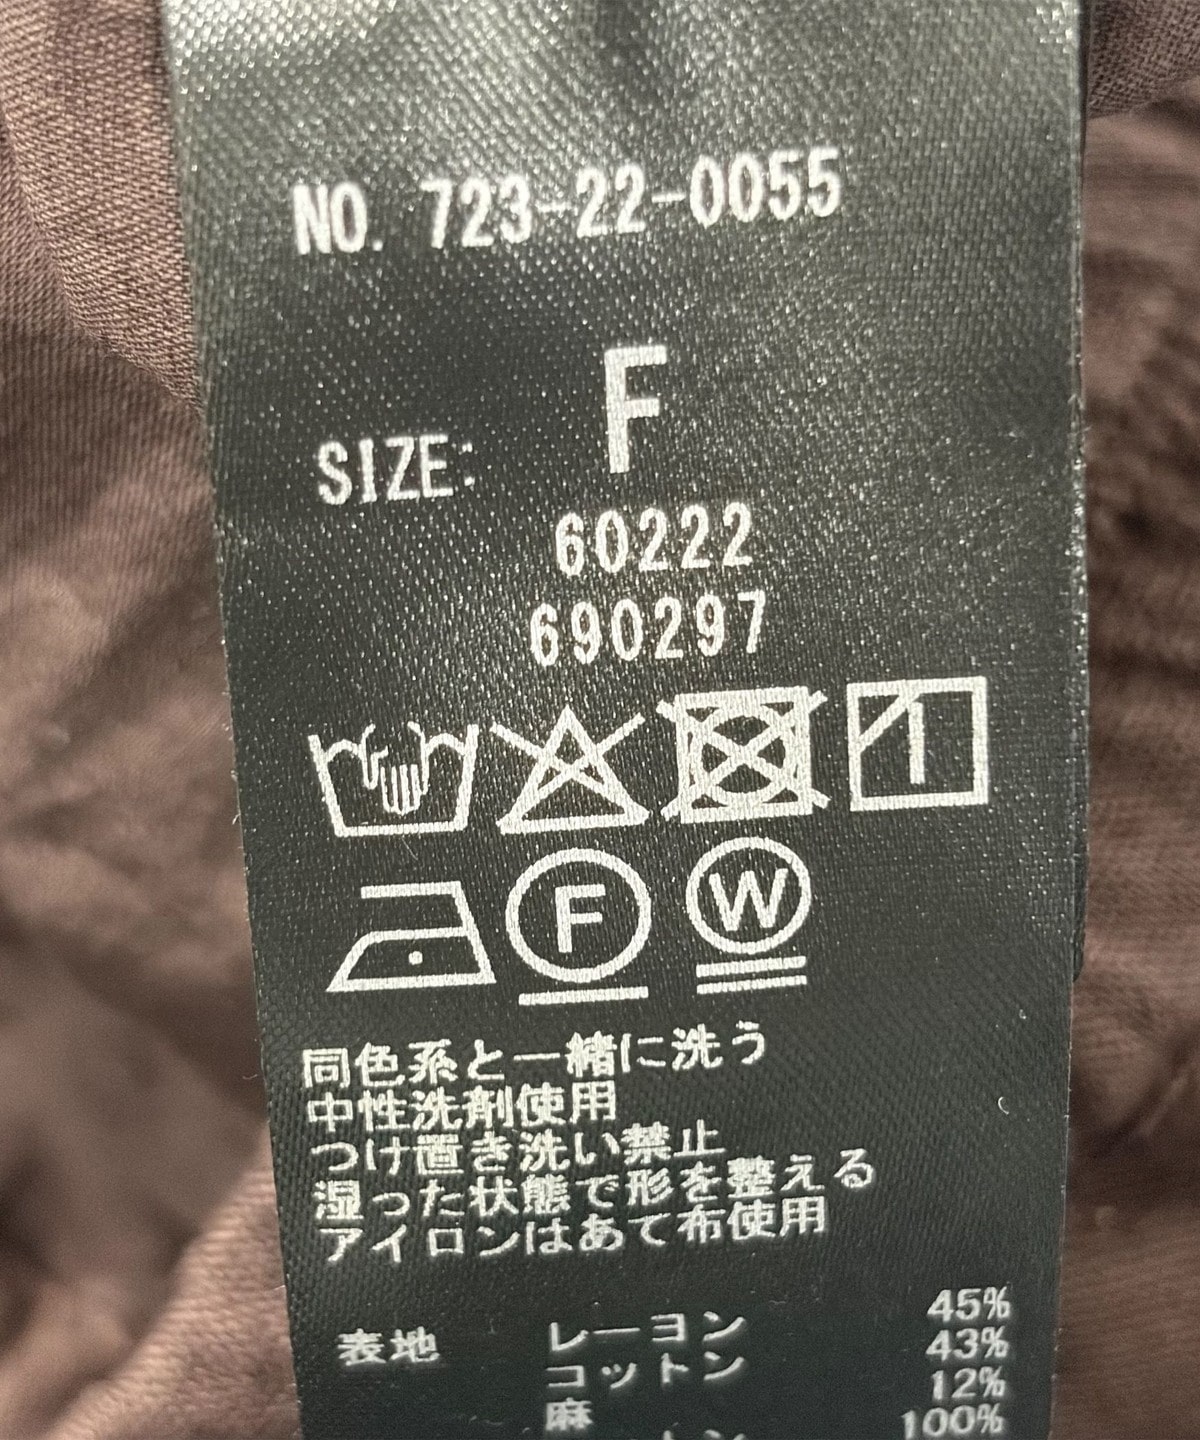 NO. 723-22-0055
SIZE: F
60222
690297
F W
同色系と一緒に洗う
中性洗剤使用
つけ置き洗い禁止
湿った状態で形を整える
アイロンはあて布使用
表地 レーヨン 45%
コットン 43%
麻 12%
100%